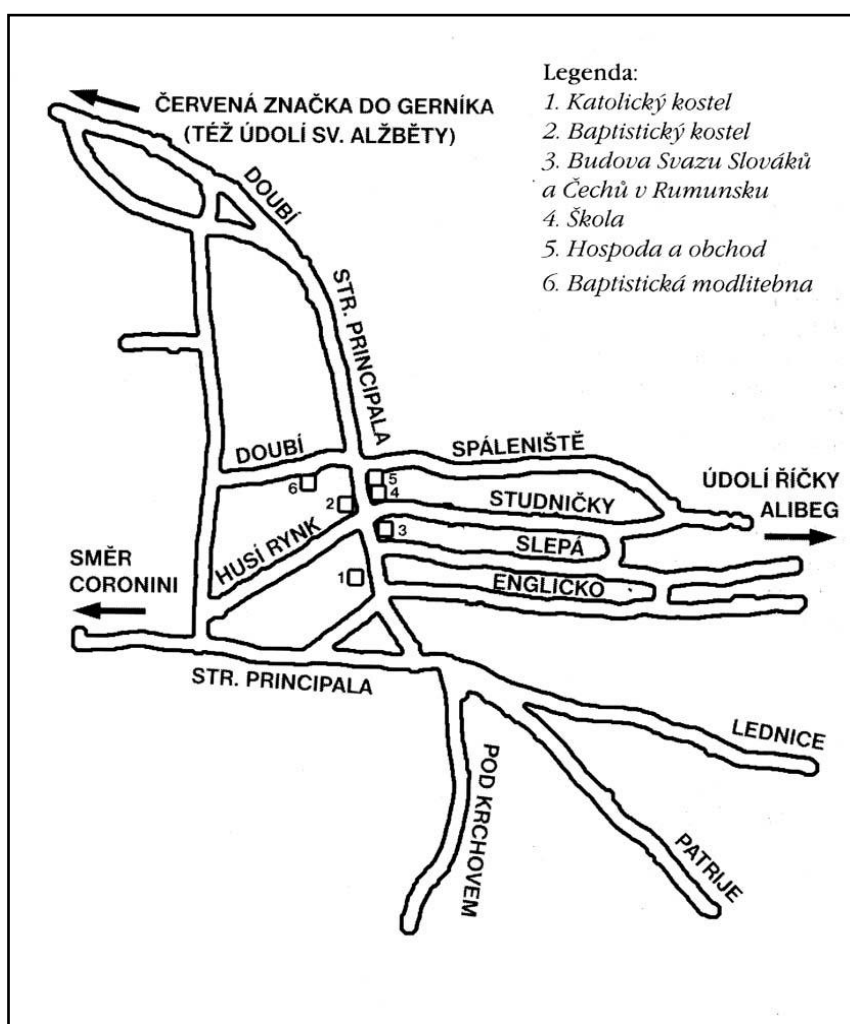 Legenda:
1. Katolický kostel
2. Baptistický kostel
3. Budova Svazu Slováků
a Čechů v Rumunsku
4. Škola
5. Hospoda a obchod
6. Baptistická modlitebna
ČERVENÁ ZNAČKA DO GERNÍKA
(TÉŽ ÚDOLÍ SV. ALŽBĚTY)
DOUBÍ
STR. PRINCIPALA
DOUBÍ
SPÁLENIŠTĚ
ÚDOLÍ ŘÍČKY
ALIBEG
5
6
4
2
STUDNIČKY
HUSÍ RYNK
3
SLEPÁ
SMĚR
CORONINI
1
ENGLICKO
STR. PRINCIPALA
LEDNICE
POD KRCHOVEM
PATRIJE